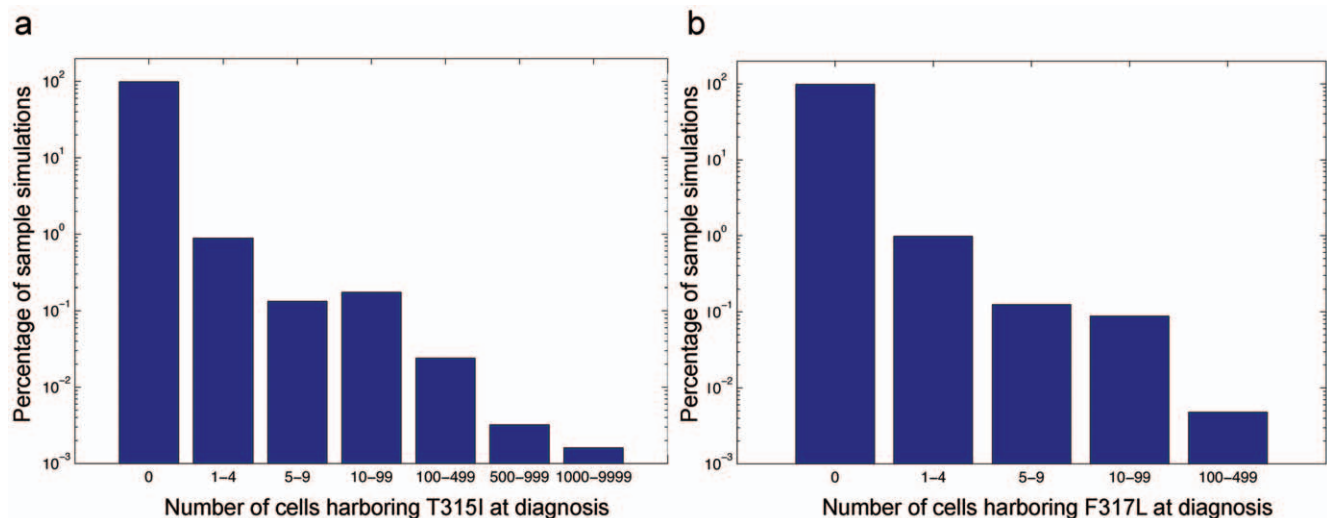 a
b
Percentage of sample simulations
10²
10¹
10⁰
10⁻¹
10⁻²
10⁻³
0 1−4 5−9 10−99 100−499 500−999 1000−9999
Number of cells harboring T315I at diagnosis
Percentage of sample simulations
10²
10¹
10⁰
10⁻¹
10⁻²
10⁻³
0 1−4 5−9 10−99 100−499
Number of cells harboring F317L at diagnosis